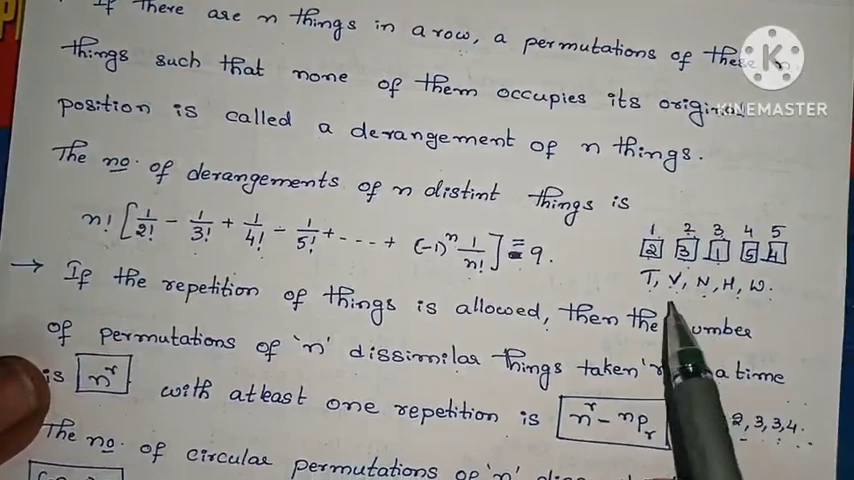 If There are n things in a row, a permutations of these n
things such that none of them occupies its original
position is called a derangement of n things.
The no. of derangements of n distint things is
n! [1/2! - 1/3! + 1/4! - 1/5! + ---- + (-1)^n 1/n!] = 9.
1 2 3 4 5
2 3 1 5 4
T, V, N, H, W.
→ If the repetition of things is allowed, then the number
of permutations of 'n' dissimilar things taken 'r' a time
is n^r with atleast one repetition is n^r - nPr
2, 3, 3, 4.
The no. of circular permutations of 'n'
K
KINEMASTER